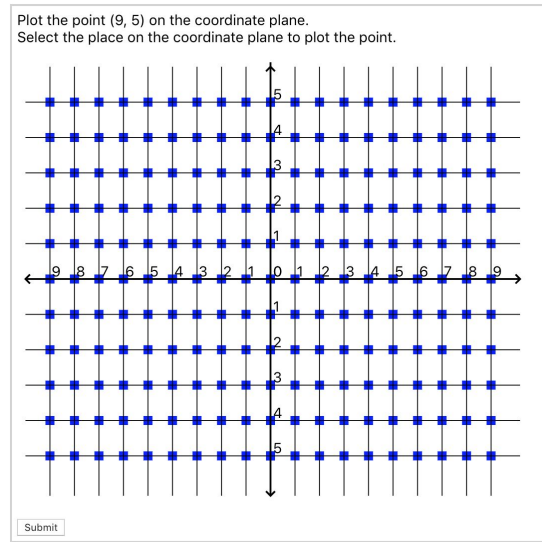 Plot the point (9, 5) on the coordinate plane.
Select the place on the coordinate plane to plot the point.
5
4
3
2
1
9 8 7 6 5 4 3 2 1 0 1 2 3 4 5 6 7 8 9
1
2
3
4
5
Submit